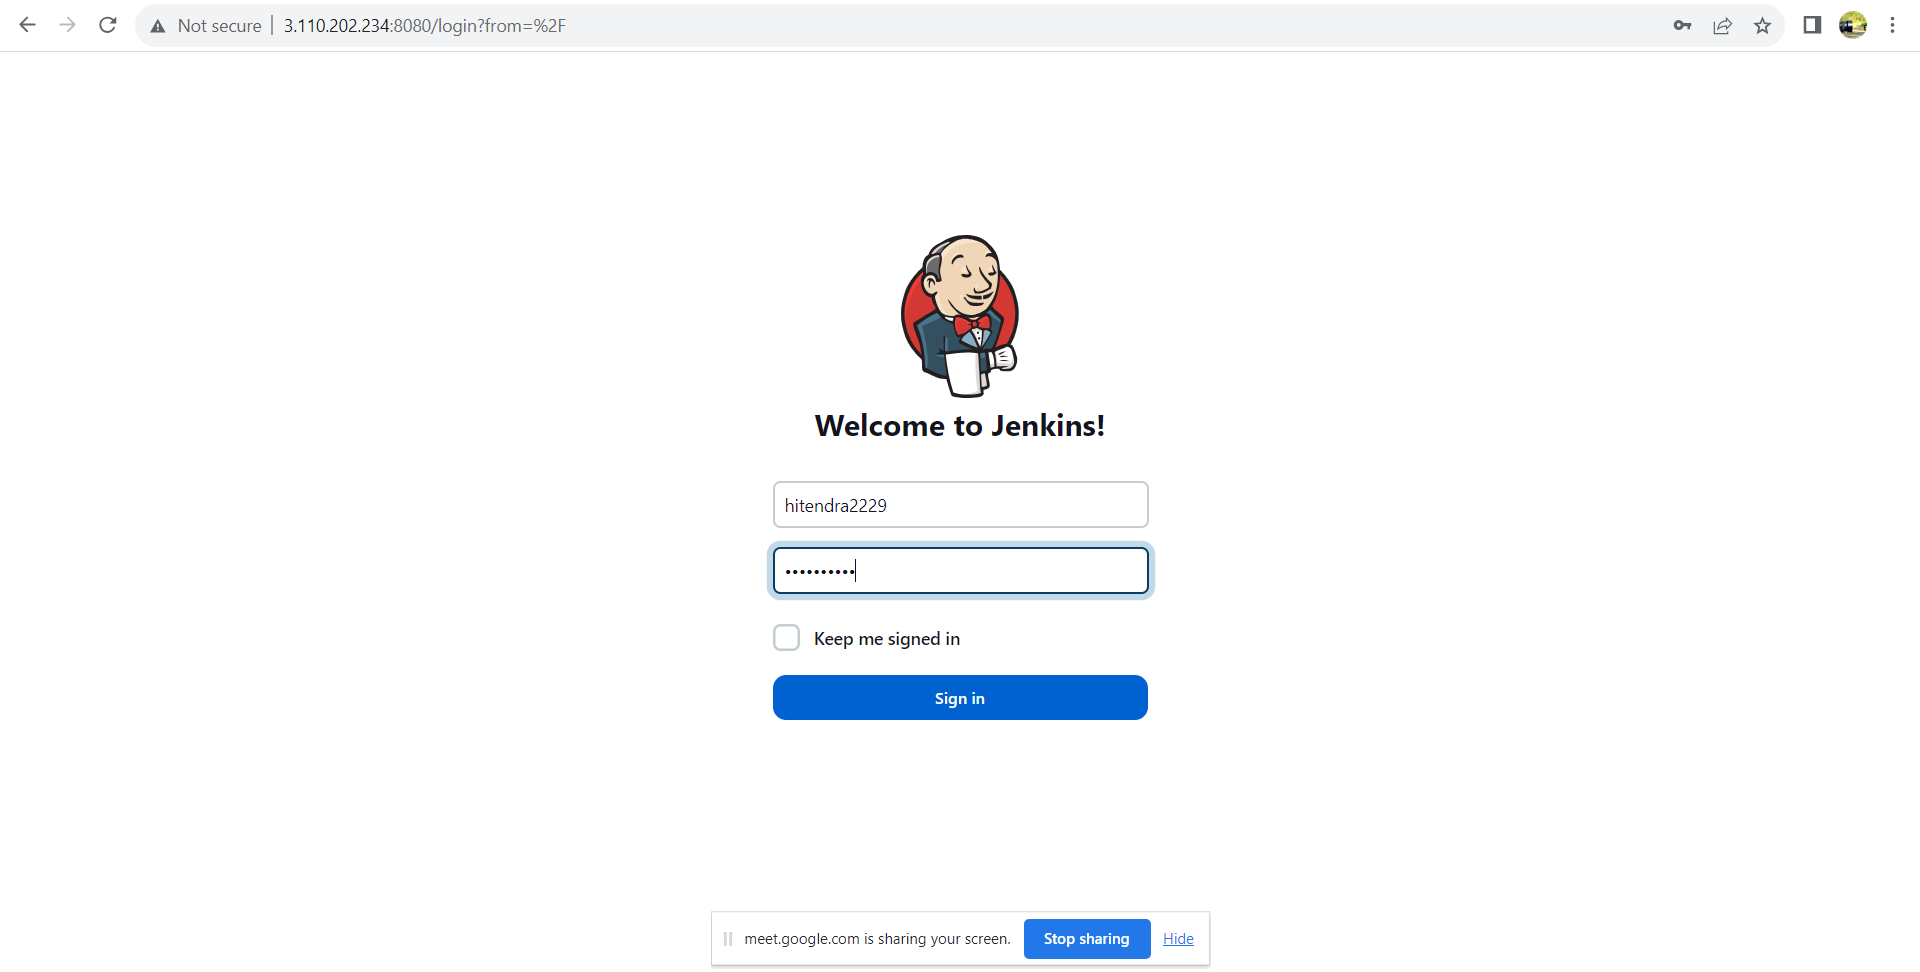 Not secure | 3.110.202.234:8080/login?from=%2F
Welcome to Jenkins!
hitendra2229
••••••••••
Keep me signed in
Sign in
meet.google.com is sharing your screen. Stop sharing Hide